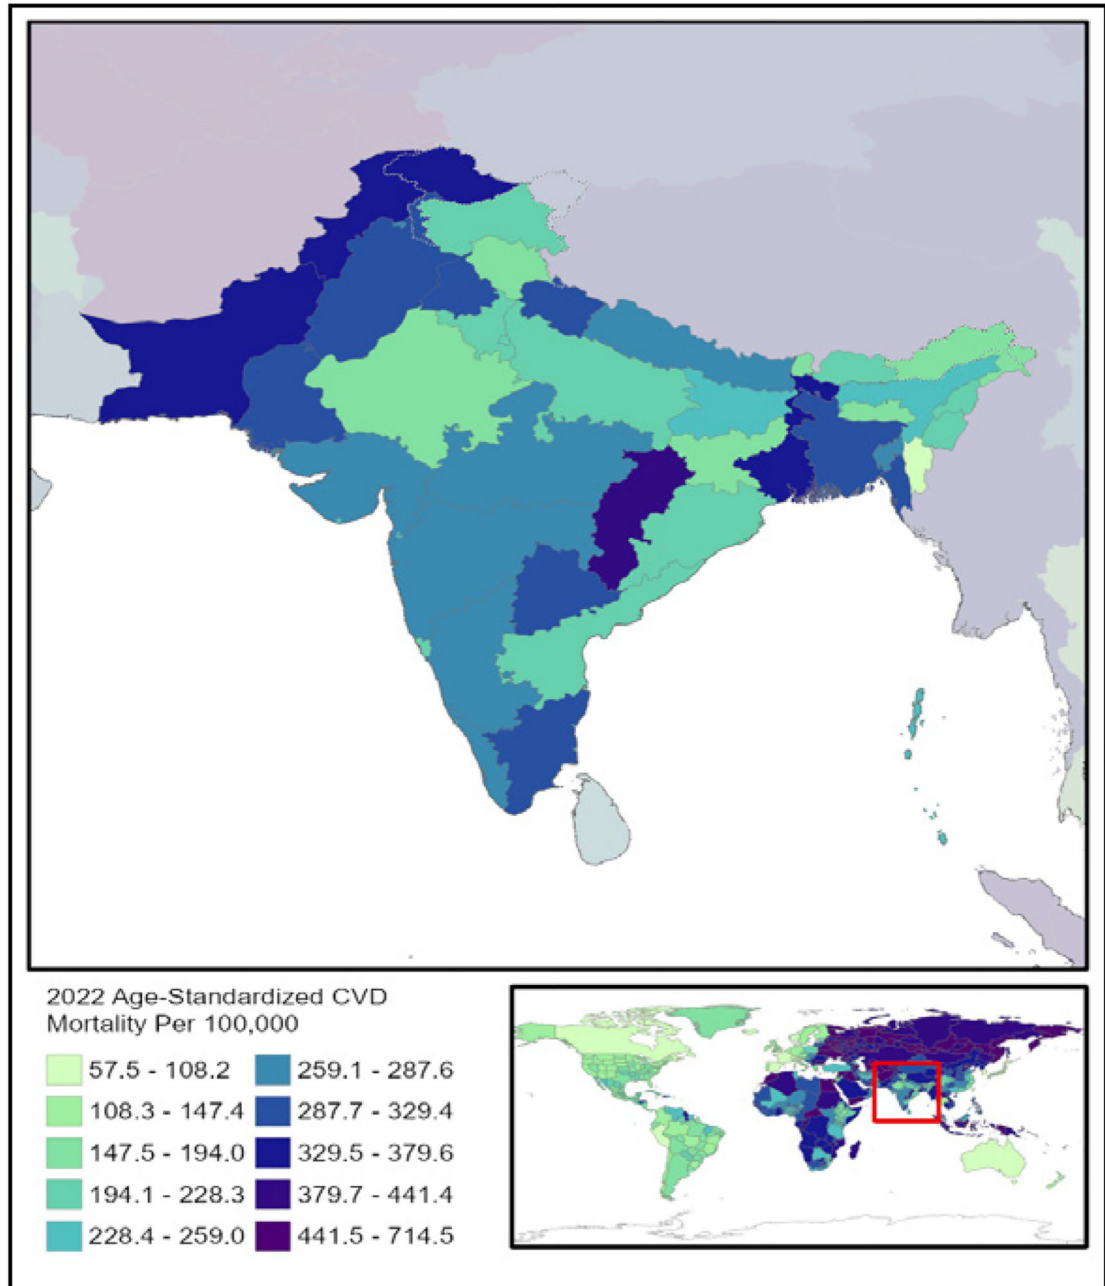 2022 Age-Standardized CVD
Mortality Per 100,000
57.5 - 108.2
108.3 - 147.4
147.5 - 194.0
194.1 - 228.3
228.4 - 259.0
259.1 - 287.6
287.7 - 329.4
329.5 - 379.6
379.7 - 441.4
441.5 - 714.5